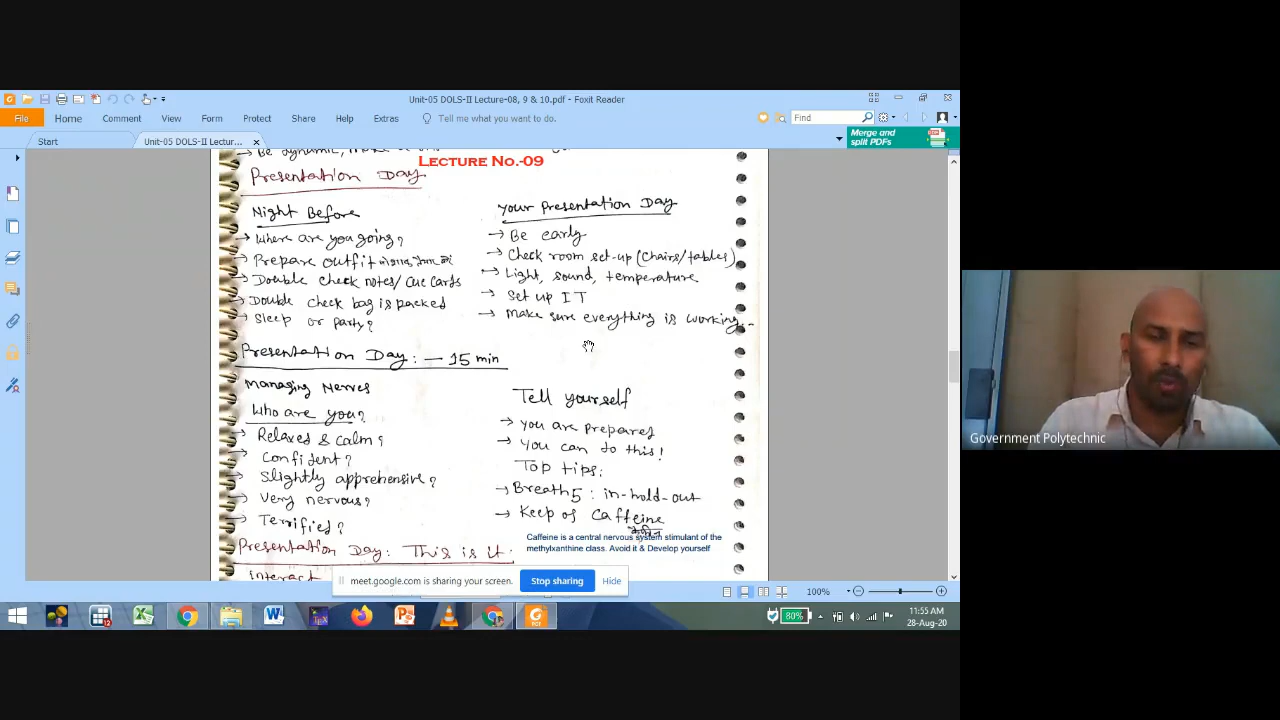 Unit-05 DOLS-II Lecture-08, 9 & 10.pdf - Foxit Reader
File Home Comment View Form Protect Share Help Extras Tell me what you want to do. Find
Start Unit-05 DOLS-II Lectur... Merge and split PDFs
Be dynamic,
LECTURE NO.-09
Presentation Day
Night Before
→ Where are you going?
→ Prepare outfit
→ Double check notes/cue cards
→ Double check bag is packed
→ Sleep or party?
Your Presentation Day
→ Be early
→ Check room set-up (chairs/tables)
→ Light, sound, temperature
→ Set up IT
→ Make sure everything is working...
Presentation Day: — 15 min
Managing Nerves
Who are you?
→ Relaxes & calm?
→ Confident?
→ Slightly apprehensive?
→ Very nervous?
→ Terrified?
Tell yourself
→ you are prepared
→ you can do this!
Top tips:
→ Breath 5: in-hold-out
→ Keep of caffeine
Caffeine is a central nervous system stimulant of the
methylxanthine class. Avoid it & Develop yourself
Presentation Day: This is it.
interact
meet.google.com is sharing your screen. Stop sharing Hide
100%
80%
11:55 AM
28-Aug-20
Government Polytechnic